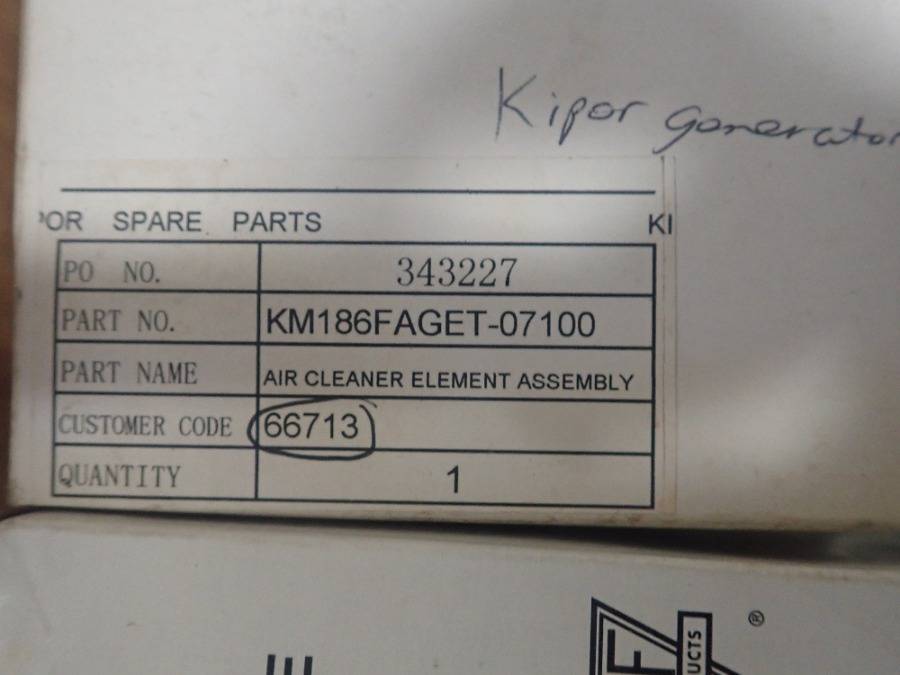 Kipor generator
POR SPARE PARTS KI
PO NO. 343227
PART NO. KM186FAGET-07100
PART NAME AIR CLEANER ELEMENT ASSEMBLY
CUSTOMER CODE 66713
QUANTITY 1